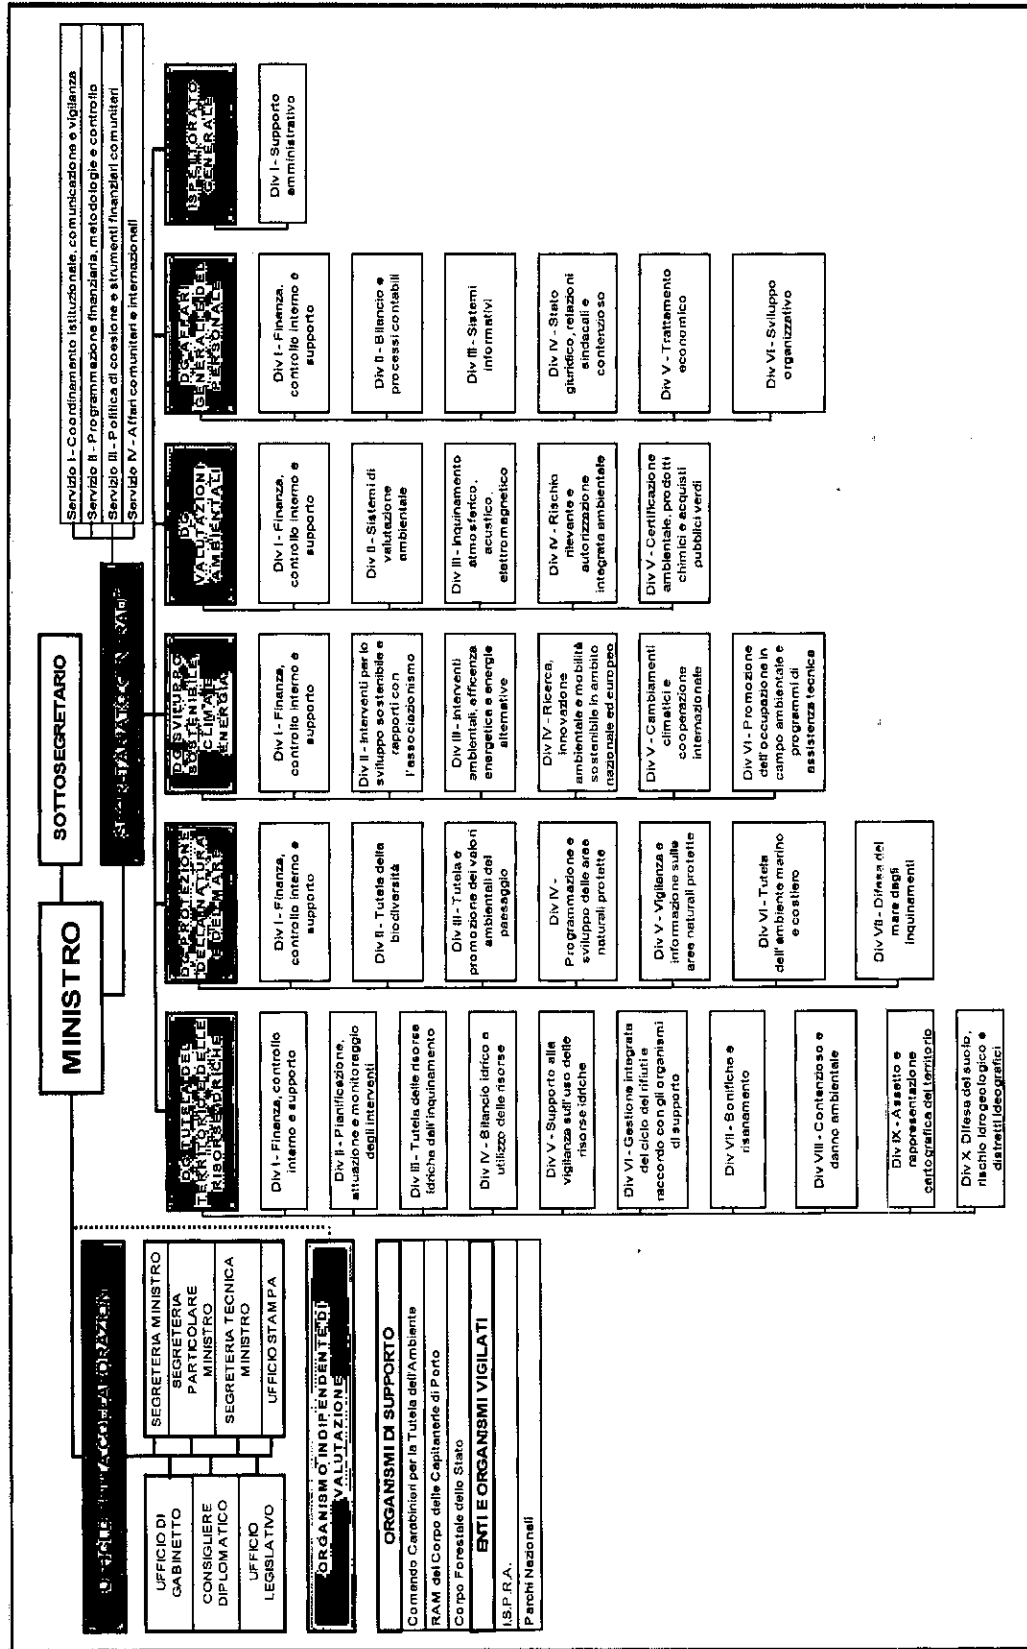 MINISTRO
SOTTOSEGRETARIO
SEGRETARIATO GENERALE
Servizio I - Coordinamento istituzionale, comunicazione e vigilanza
Servizio II - Programmazione finanziaria, metodologie e controllo
Servizio III - Politica di coesione e strumenti finanziari comunitari
Servizio IV - Affari comunitari e internazionali
UFFICI DI DIRETTA COLLABORAZIONE
UFFICIO DI
GABINETTO
CONSIGLIERE
DIPLOMATICO
UFFICIO
LEGISLATIVO
SEGRETERIA MINISTRO
SEGRETERIA
PARTICOLARE
MINISTRO
SEGRETERIA TECNICA
MINISTRO
UFFICIO STAMPA
ORGANISMO INDIPENDENTE DI
VALUTAZIONE
ORGANISMI DI SUPPORTO
Comando Carabinieri per la Tutela dell'Ambiente
RAM del Corpo delle Capitanerie di Porto
Corpo Forestale dello Stato
ENTI E ORGANISMI VIGILATI
I.S.P.R.A.
Parchi Nazionali
DG TUTELA DEL
TERRITORIO E DELLE
RISORSE IDRICHE
Div I - Finanza, controllo
interno e supporto
Div II - Pianificazione,
attuazione e monitoraggio
degli interventi
Div III - Tutela delle risorse
idriche dall'inquinamento
Div IV - Bilancio idrico a
utilizzo delle risorse
Div V - Supporto alla
vigilanza sull'uso delle
risorse idriche
Div VI - Gestione integrata
del ciclo dei rifiuti e
raccordo con gli organismi
di supporto
Div VII - Bonifiche e
risanamento
Div VIII - Contenzioso e
danno ambientale
Div IX - Assetto e
rappresentazione
cartografica del territorio
Div X Difesa del suolo,
rischio idrogeologico e
distretti ideografici
DG PROTEZIONE
DELLA NATURA
E DEL MARE
Div I - Finanza,
controllo interno e
supporto
Div II - Tutela della
biodiversità
Div III - Tutela e
promozione dei valori
ambientali del
paesaggio
Div IV -
Programmazione e
sviluppo delle aree
naturali protette
Div V - Vigilanza e
informazione sulle
aree naturali protette
Div VI - Tutela
dell'ambiente marino
e costiero
Div VII - Difesa del
mare dagli
Inquinamenti
DG SVILUPPO
SOSTENIBILE,
CLIMA E
ENERGIA
Div I - Finanza,
controllo interno e
supporto
Div II - Interventi per lo
sviluppo sostenibile e
rapporti con
l'associazionismo
Div III - Interventi
ambientali, efficenza
energetica e energie
alternative
Div IV - Ricerca,
innovazione
ambientale e mobilità
sostenibile in ambito
nazionale ed europeo
Div V - Cambiamenti
climatici e
cooperazione
internazionale
Div VI - Promozione
dell'occupazione in
campo ambientale e
programmi di
assistenza tecnica
DG
VALUTAZIONI
AMBIENTALI
Div I - Finanza,
controllo interno e
supporto
Div II - Sistemi di
valutazione
ambientale
Div III - Inquinamento
atmosferico,
acustico,
elettromagnetico
Div IV - Rischio
rilevante e
autorizzazione
integrata ambientale
Div V - Certificazione
ambientale, prodotti
chimici e acquisti
pubblici verdi
DG AFFARI
GENERALI E DEL
PERSONALE
Div I - Finanza,
controllo interno e
supporto
Div II - Bilancio e
processi contabili
Div III - Sistemi
informativi
Div IV - Stato
giuridico, relazioni
sindacali e
contenzioso
Div V - Trattamento
economico
Div VI - Sviluppo
organizzativo
ISPETTORATO
GENERALE
Div I - Supporto
amministrativo